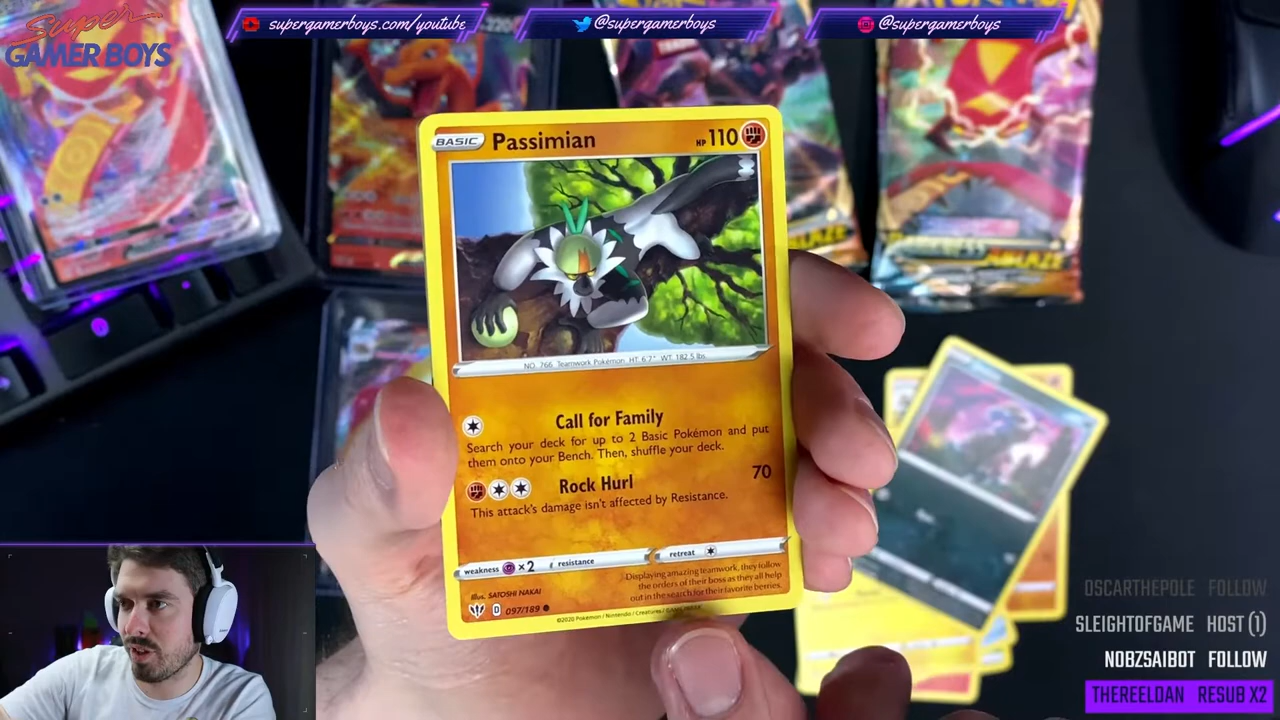 Super
GAMER BOYS
supergamerboys.com/youtube
@supergamerboys
@supergamerboys
BASIC Passimian HP 110
NO. 766 Teamwork Pokémon HT 6'7" WT 182.5 lbs.
Call for Family
Search your deck for up to 2 Basic Pokémon and put
them onto your Bench. Then, shuffle your deck.
Rock Hurl 70
This attack's damage isn't affected by Resistance.
weakness ×2 resistance retreat
Displaying amazing teamwork, they follow
the orders of their boss as they all help
out in the search for their favorite berries.
Illus. SATOSHI NAKAI
D 097/189
©2020 Pokémon / Nintendo / Creatures / GAME FREAK
DARKNESS ABLAZE
ABLAZE
220
OSCARTHEPOLE FOLLOW
SLEIGHTOFGAME HOST (1)
NOBZSAIBOT FOLLOW
THEREELDAN RESUB X2